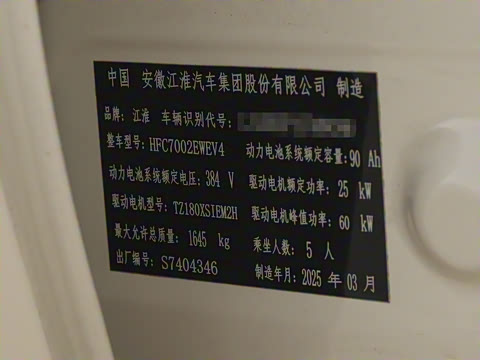 中国 安徽江淮汽车集团股份有限公司 制造
品牌: 江淮 车辆识别代号:
整车型号: HFC7002EWEV4 动力电池系统额定容量: 90 Ah
动力电池系统额定电压: 384 V 驱动电机额定功率: 25 kW
驱动电机型号: TZ180XSIEM2H 驱动电机峰值功率: 60 kW
最大允许总质量: 1645 kg 乘坐人数: 5 人
出厂编号: S7404346 制造年月: 2025 年 03 月